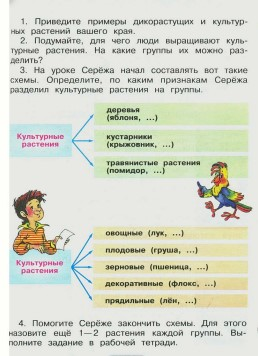 1. Приведите примеры дикорастущих и культур-
ных растений вашего края.
2. Подумайте, для чего люди выращивают куль-
турные растения. На какие группы их можно раз-
делить?
3. На уроке Серёжа начал составлять вот такие
схемы. Определите, по каким признакам Серёжа
разделил культурные растения на группы.
Культурные
растения
деревья
(яблоня, ...)
кустарники
(крыжовник, ...)
травянистые растения
(помидор, ...)
Культурные
растения
овощные (лук, ...)
плодовые (груша, ...)
зерновые (пшеница, ...)
декоративные (флокс, ...)
прядильные (лён, ...)
4. Помогите Серёже закончить схемы. Для этого
назовите ещё 1—2 растения каждой группы. Вы-
полните задание в рабочей тетради.